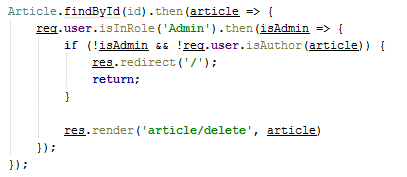 Article.findById(id).then(article => {
    req.user.isInRole('Admin').then(isAdmin => {
        if (!isAdmin && !req.user.isAuthor(article)) {
            res.redirect('/');
            return;
        }

        res.render('article/delete', article)
    });
});